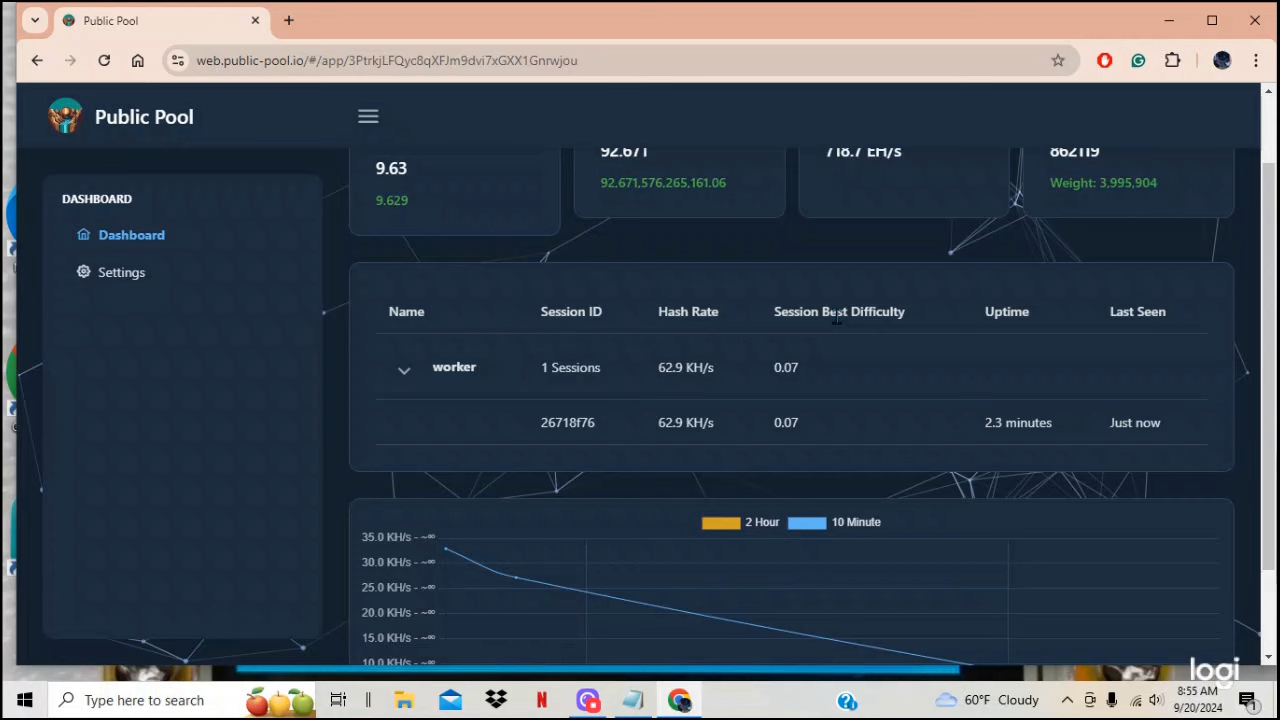 Public Pool
web.public-pool.io/#/app/3PtrkjLFQyc8qXFJm9dvi7xGXX1Gnrwjou
Public Pool
9.63
92.671
718.7 EH/s
862119
9.629
92,671,576,265,161.06
Weight: 3,995,904
DASHBOARD
Dashboard
Settings
Name Session ID Hash Rate Session Best Difficulty Uptime Last Seen
worker 1 Sessions 62.9 KH/s 0.07
26718f76 62.9 KH/s 0.07 2.3 minutes Just now
2 Hour 10 Minute
35.0 KH/s - ~∞
30.0 KH/s - ~∞
25.0 KH/s - ~∞
20.0 KH/s - ~∞
15.0 KH/s - ~∞
10.0 KH/s - ~∞
logi
Type here to search
60°F Cloudy
8:55 AM
9/20/2024